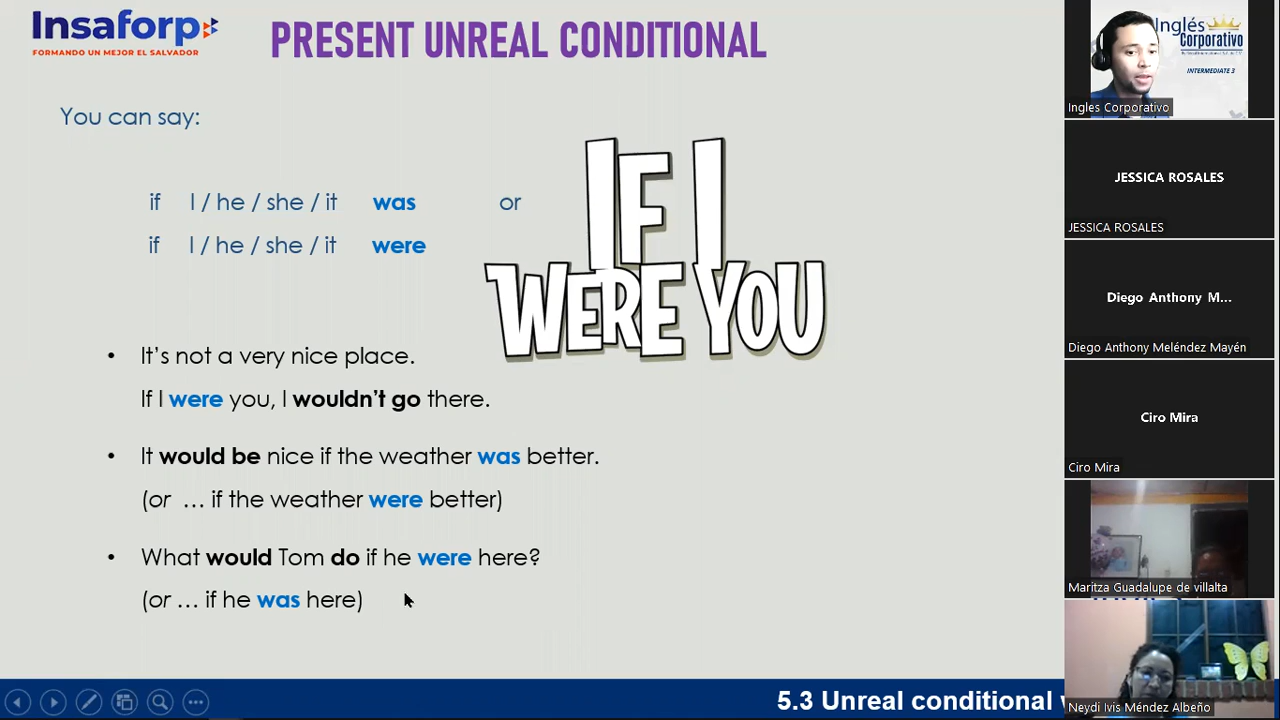 Insaforp
FORMANDO UN MEJOR EL SALVADOR
PRESENT UNREAL CONDITIONAL
You can say:
if I / he / she / it was or
if I / he / she / it were
IF I
WERE YOU
• It's not a very nice place.
If I were you, I wouldn't go there.
• It would be nice if the weather was better.
(or … if the weather were better)
• What would Tom do if he were here?
(or … if he was here)
5.3 Unreal conditional
Inglés
Corporativo
INTERMEDIATE 3
Ingles Corporativo
JESSICA ROSALES
JESSICA ROSALES
Diego Anthony M...
Diego Anthony Meléndez Mayén
Ciro Mira
Ciro Mira
Maritza Guadalupe de villalta
Neydi Ivis Méndez Albeño